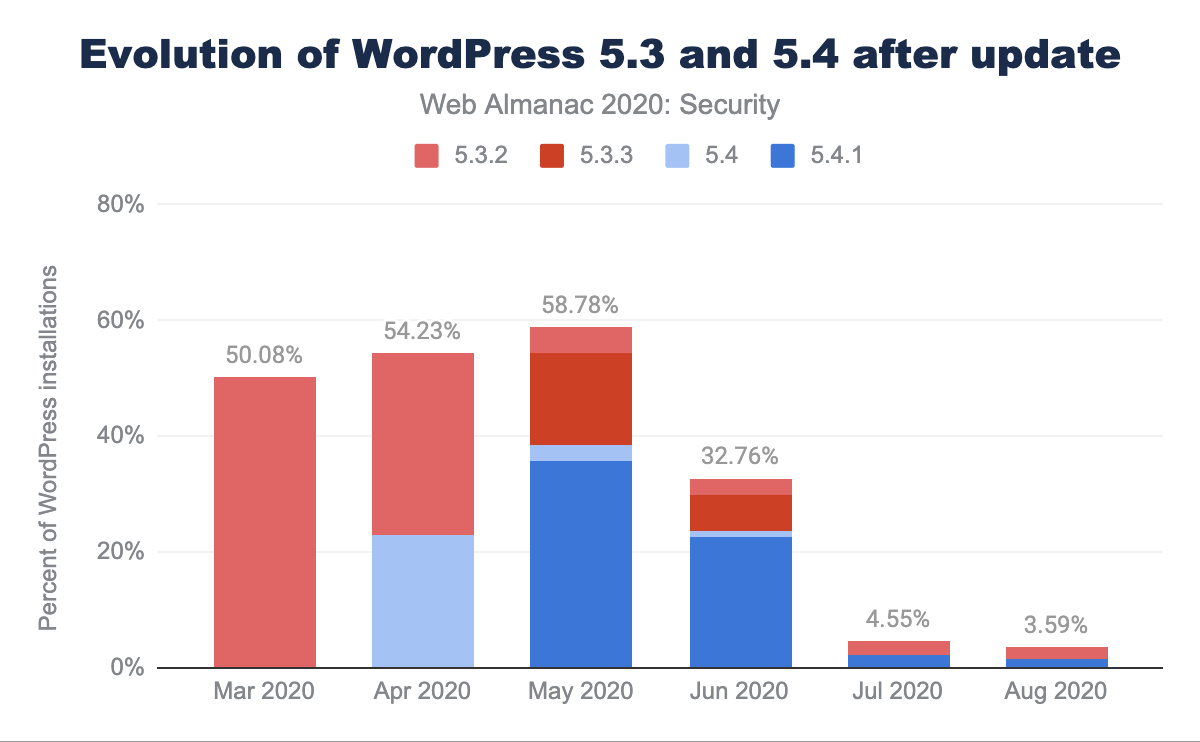 Evolution of WordPress 5.3 and 5.4 after update
Web Almanac 2020: Security
5.3.2 5.3.3 5.4 5.4.1
Percent of WordPress installations
80%
60%
40%
20%
0%
50.08%
54.23%
58.78%
32.76%
4.55%
3.59%
Mar 2020 Apr 2020 May 2020 Jun 2020 Jul 2020 Aug 2020